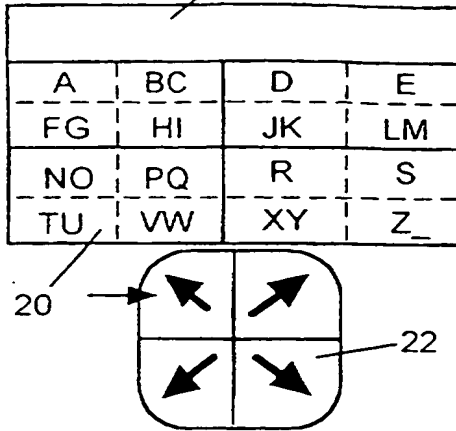 A BC D E
FG HI JK LM
NO PQ R S
TU VW XY Z_
20
22